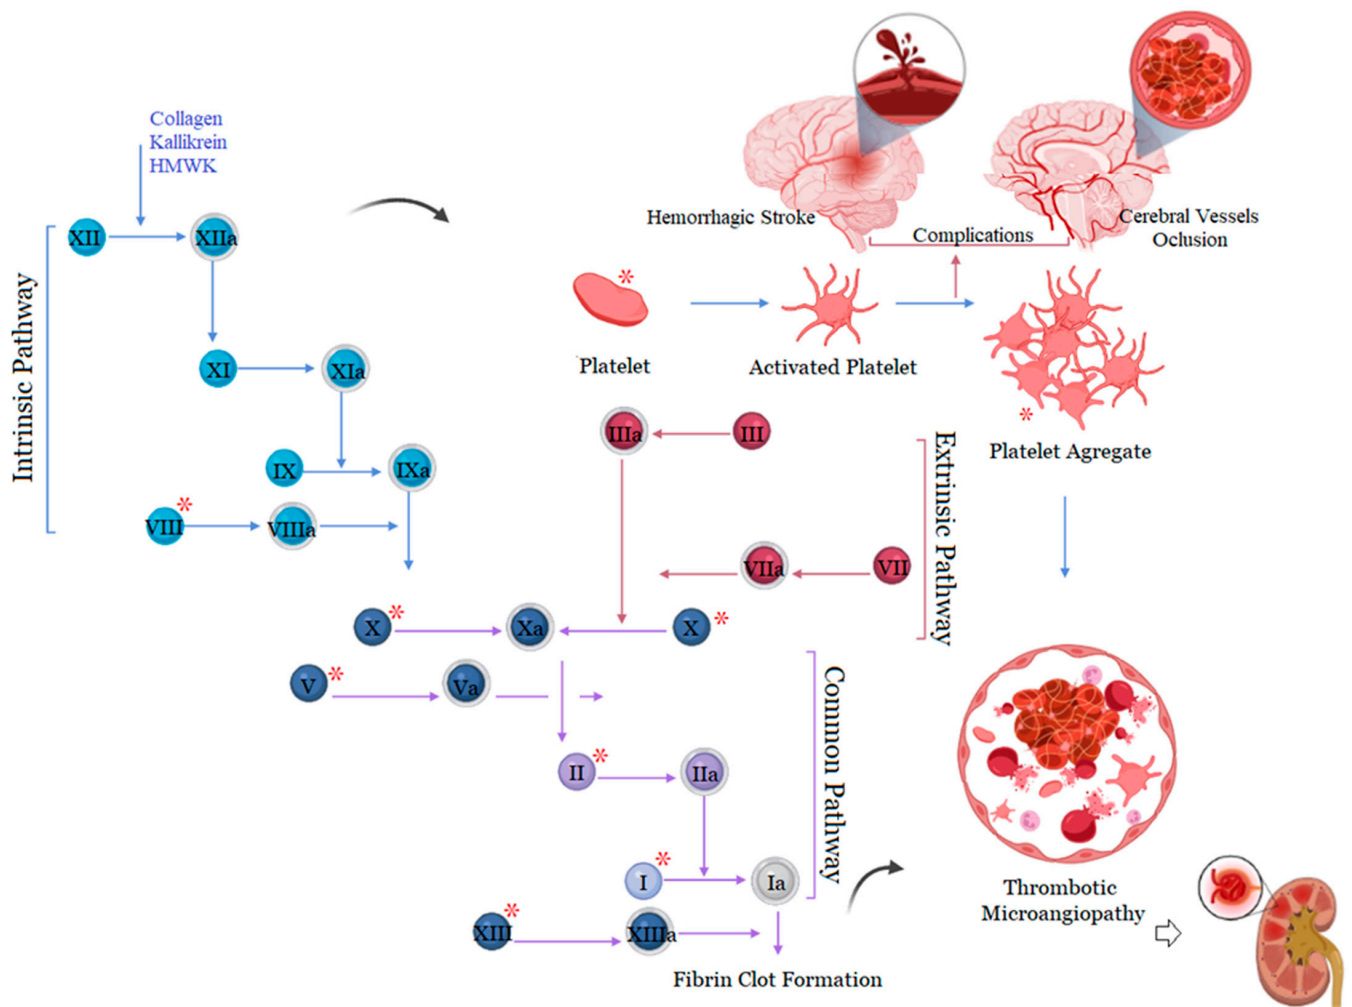 Collagen
Kallikrein
HMWK
Intrinsic Pathway
XII
XIIa
XI
XIa
IX
IXa
VIII *
VIIIa
Hemorrhagic Stroke
Complications
Cerebral Vessels
Oclusion
*
Platelet
Activated Platelet
*
Platelet Agregate
IIIa
III
VIIa
VII
Extrinsic Pathway
X *
Xa
X *
V *
Va
Common Pathway
II *
IIa
I *
Ia
XIII *
XIIIa
Fibrin Clot Formation
Thrombotic
Microangiopathy